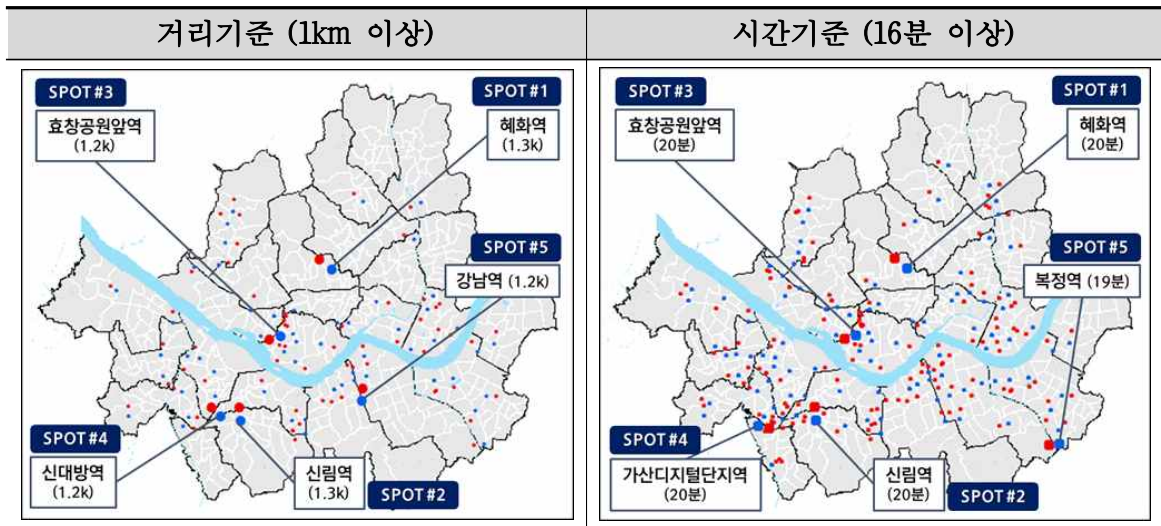 거리기준 (1km 이상)
시간기준 (16분 이상)
SPOT#3
효창공원앞역
(1.2k)
SPOT#1
혜화역
(1.3k)
SPOT#5
강남역 (1.2k)
SPOT#4
신대방역
(1.2k)
신림역
(1.3k)
SPOT#2
SPOT#3
효창공원앞역
(20분)
SPOT#1
혜화역
(20분)
SPOT#5
복정역 (19분)
SPOT#4
가산디지털단지역
(20분)
신림역
(20분)
SPOT#2